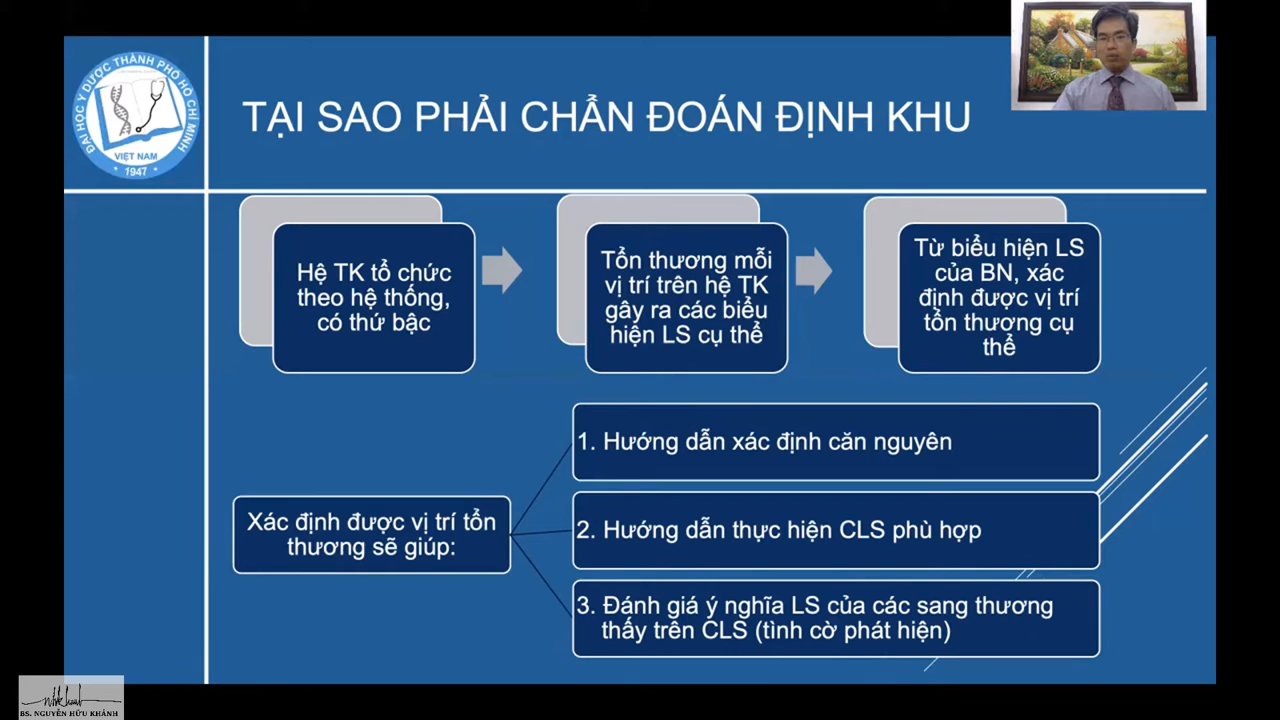 ĐẠI HỌC Y DƯỢC THÀNH PHỐ HỒ CHÍ MINH
VIỆT NAM
1947
TẠI SAO PHẢI CHẨN ĐOÁN ĐỊNH KHU
Hệ TK tổ chức
theo hệ thống,
có thứ bậc
Tổn thương mỗi
vị trí trên hệ TK
gây ra các biểu
hiện LS cụ thể
Từ biểu hiện LS
của BN, xác
định được vị trí
tổn thượng cụ
thể
Xác định được vị trí tổn
thương sẽ giúp:
1. Hướng dẫn xác định căn nguyên
2. Hướng dẫn thực hiện CLS phù hợp
3. Đánh giá ý nghĩa LS của các sang thương
thấy trên CLS (tình cờ phát hiện)
BS. NGUYỄN HỮU KHÁNH